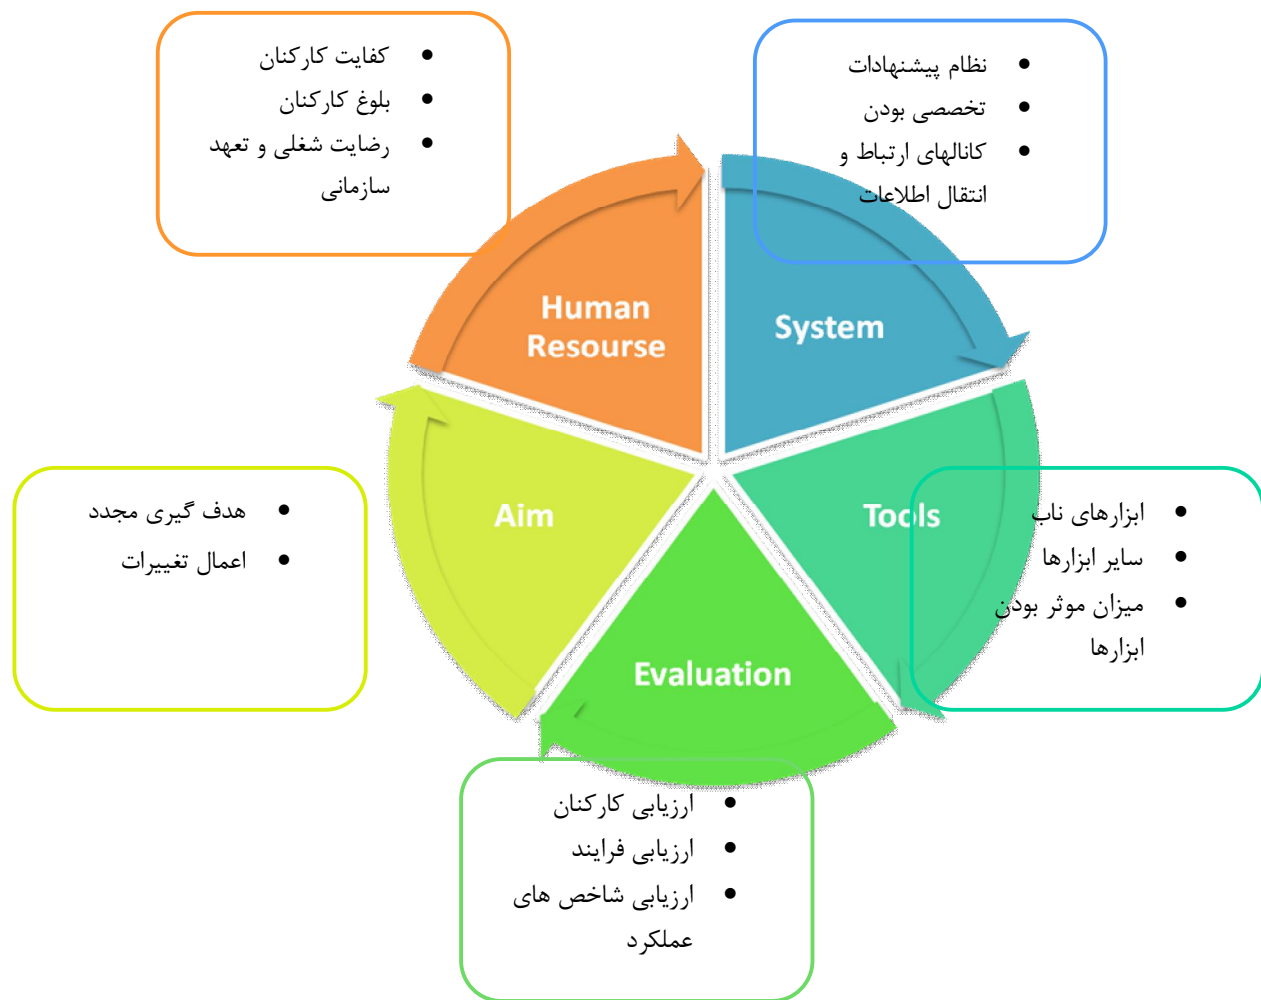 کفایت کارکنان
بلوغ کارکنان
رضایت شغلی و تعهد
سازمانی
نظام پیشنهادات
تخصصی بودن
کانالهای ارتباط و
انتقال اطلاعات
Human
Resourse
System
Aim
Tools
Evaluation
هدف گیری مجدد
اعمال تغییرات
ابزارهای ناب
سایر ابزارها
میزان موثر بودن
ابزارها
ارزیابی کارکنان
ارزیابی فرایند
ارزیابی شاخص های
عملکرد